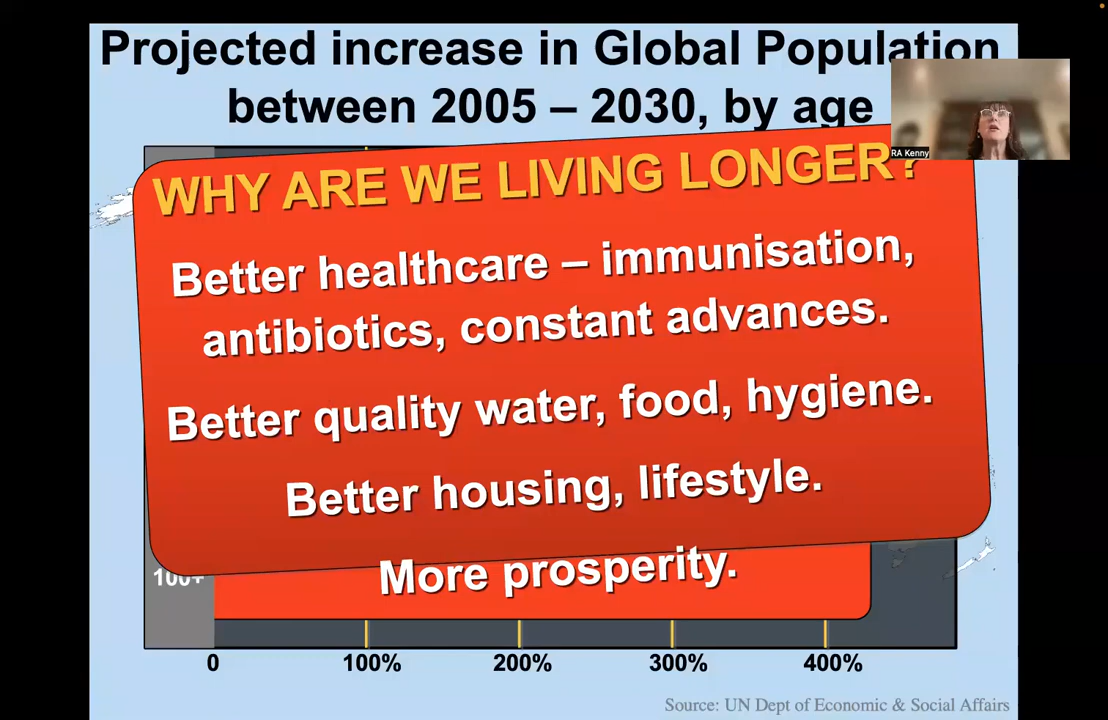 Projected increase in Global Population
between 2005 – 2030, by age
RA Kenny
WHY ARE WE LIVING LONGER?
Better healthcare – immunisation,
antibiotics, constant advances.
Better quality water, food, hygiene.
Better housing, lifestyle.
More prosperity.
100+
0 100% 200% 300% 400%
Source: UN Dept of Economic & Social Affairs